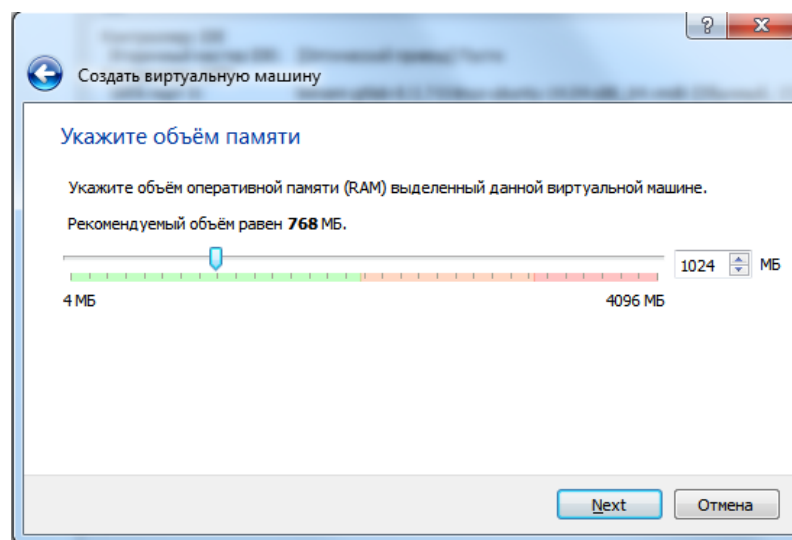 Создать виртуальную машину
Укажите объём памяти
Укажите объём оперативной памяти (RAM) выделенный данной виртуальной машине.
Рекомендуемый объём равен 768 МБ.
1024 МБ
4 МБ 4096 МБ
Next Отмена